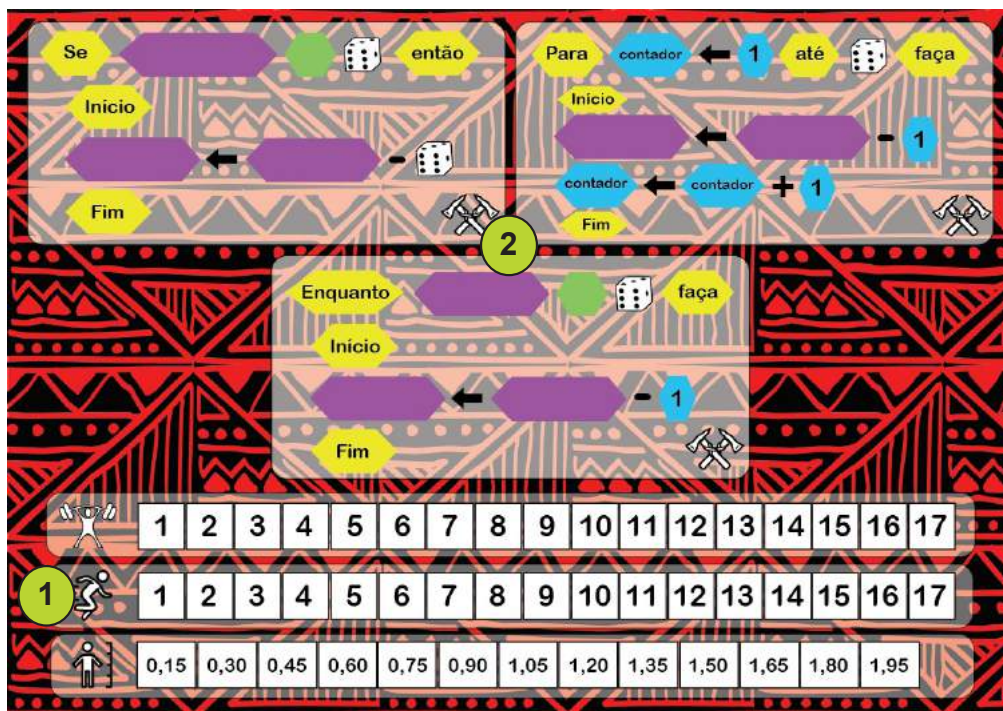 Se então
Início
← -
Fim
Para contador ← 1 até faça
Início
← - 1
contador ← contador + 1
Fim
2
Enquanto faça
Início
← - 1
Fim
1 2 3 4 5 6 7 8 9 10 11 12 13 14 15 16 17
1
1 2 3 4 5 6 7 8 9 10 11 12 13 14 15 16 17
0,15 0,30 0,45 0,60 0,75 0,90 1,05 1,20 1,35 1,50 1,65 1,80 1,95